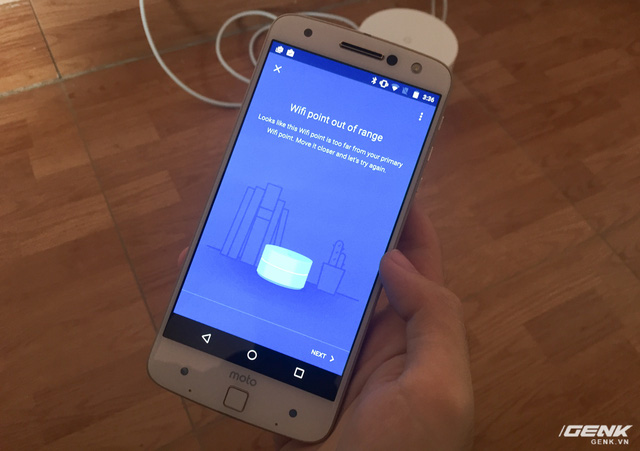 3:36
Wifi point out of range
Looks like this Wifi point is too far from your primary
Wifi point. Move it closer and let's try again.
NEXT
moto
GENK
GENK.VN